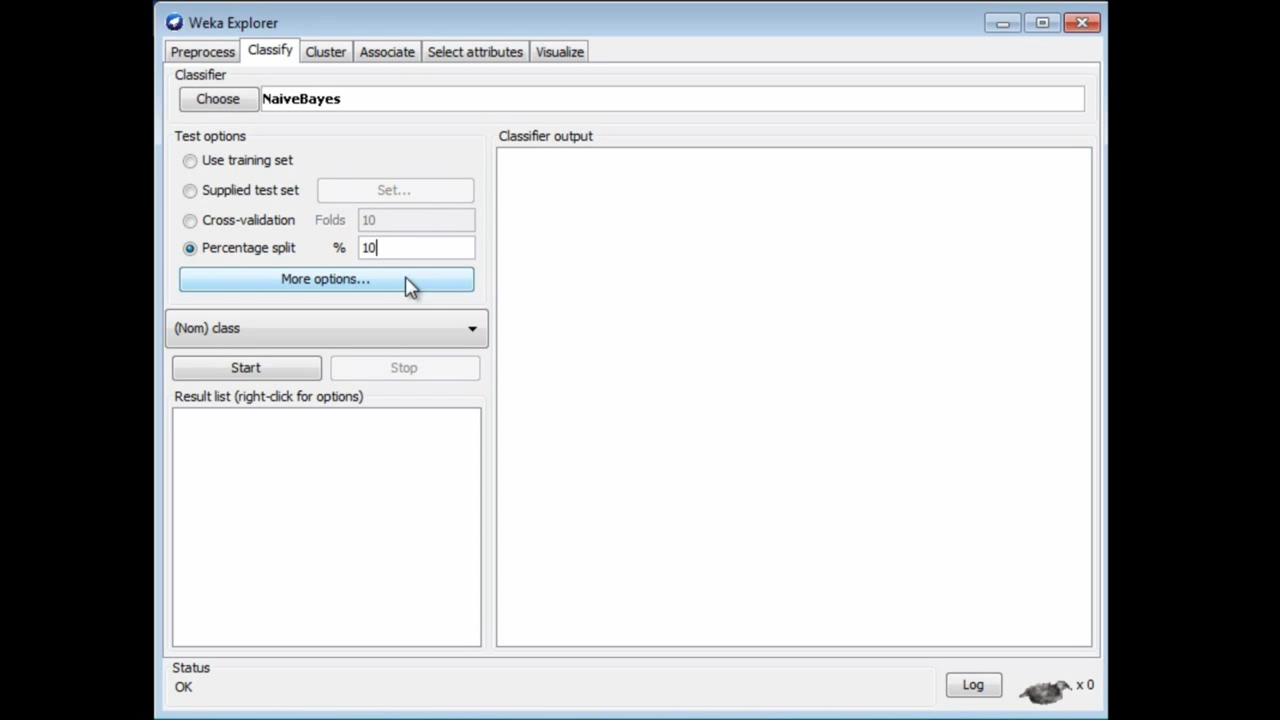 Weka Explorer
Preprocess Classify Cluster Associate Select attributes Visualize
Classifier
Choose NaiveBayes
Test options
Use training set
Supplied test set Set...
Cross-validation Folds 10
Percentage split % 10
More options...
(Nom) class
Start Stop
Result list (right-click for options)
Classifier output
Status
OK
Log x 0